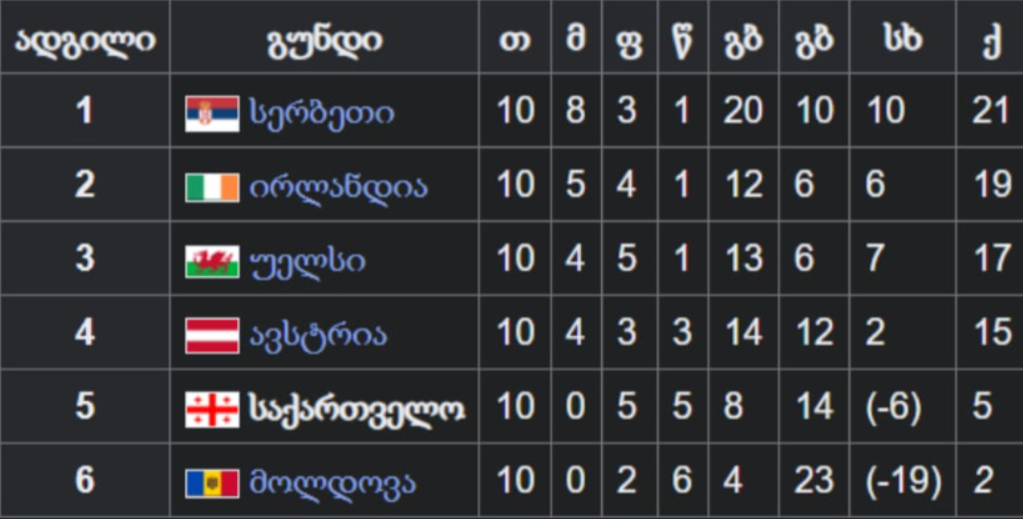 ადგილი გუნდი თ მ ფ წ გბ გბ სხ ქ
1 სერბეთი 10 8 3 1 20 10 10 21
2 ირლანდია 10 5 4 1 12 6 6 19
3 უელსი 10 4 5 1 13 6 7 17
4 ავსტრია 10 4 3 3 14 12 2 15
5 საქართველო 10 0 5 5 8 14 (-6) 5
6 მოლდოვა 10 0 2 6 4 23 (-19) 2